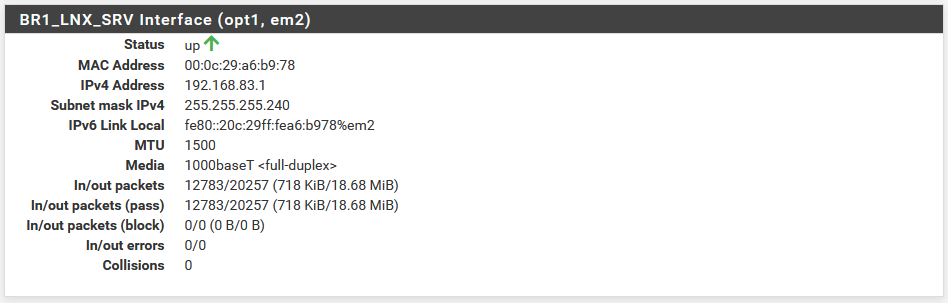 BR1_LNX_SRV Interface (opt1, em2)
Status up
MAC Address 00:0c:29:a6:b9:78
IPv4 Address 192.168.83.1
Subnet mask IPv4 255.255.255.240
IPv6 Link Local fe80::20c:29ff:fea6:b978%em2
MTU 1500
Media 1000baseT <full-duplex>
In/out packets 12783/20257 (718 KiB/18.68 MiB)
In/out packets (pass) 12783/20257 (718 KiB/18.68 MiB)
In/out packets (block) 0/0 (0 B/0 B)
In/out errors 0/0
Collisions 0